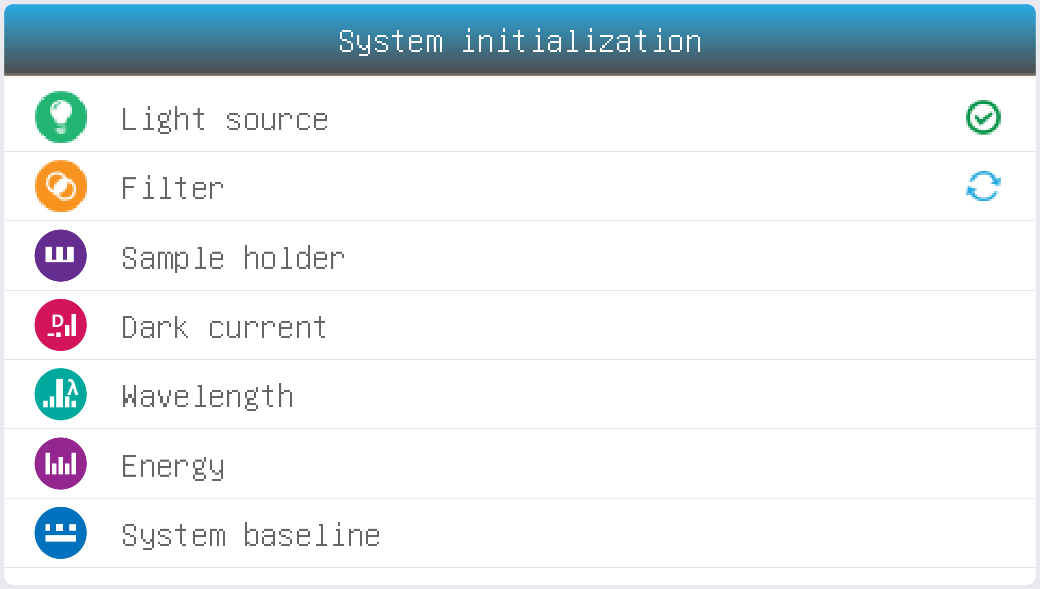 System initialization
Light source
Filter
Sample holder
D
Dark current
λ
Wavelength
Energy
System baseline